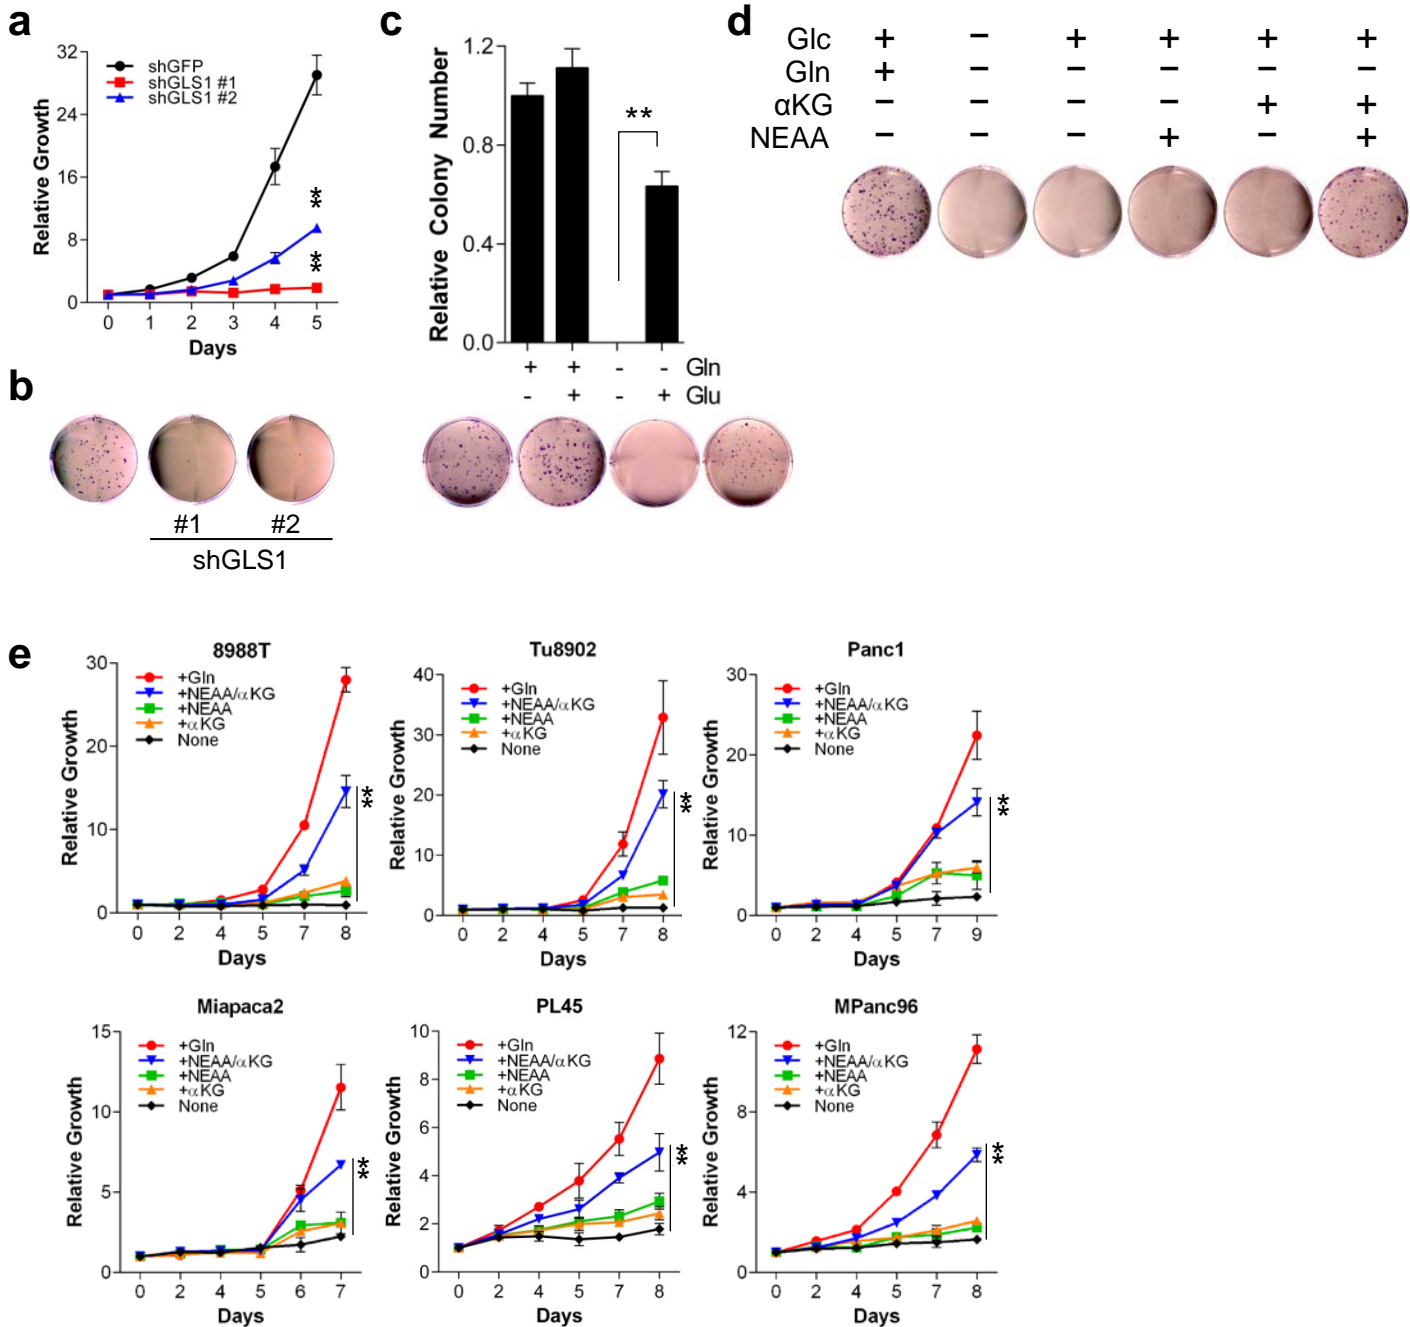 a
32
24
16
8
0
Relative Growth
shGFP
shGLS1 #1
shGLS1 #2
**
**
0 1 2 3 4 5
Days
b
#1 #2
shGLS1
c
1.2
0.8
0.4
0.0
Relative Colony Number
**
+ + - - Gln
- + - + Glu
d
Glc + − + + + +
Gln + − − − − −
αKG − − − − + +
NEAA − − − + − +
e
8988T
30
20
10
0
Relative Growth
+Gln
+NEAA/αKG
+NEAA
+αKG
None
**
0 2 4 5 7 8
Days
Tu8902
40
30
20
10
0
Relative Growth
+Gln
+NEAA/αKG
+NEAA
+αKG
None
**
0 2 4 5 7 8
Days
Panc1
30
20
10
0
Relative Growth
+Gln
+NEAA/αKG
+NEAA
+αKG
None
**
0 2 4 5 7 9
Days
Miapaca2
15
10
5
0
Relative Growth
+Gln
+NEAA/αKG
+NEAA
+αKG
None
**
0 2 4 5 6 7
Days
PL45
10
8
6
4
2
0
Relative Growth
+Gln
+NEAA/αKG
+NEAA
+αKG
None
**
0 2 4 5 7 8
Days
MPanc96
12
8
4
0
Relative Growth
+Gln
+NEAA/αKG
+NEAA
+αKG
None
**
0 2 4 5 7 8
Days